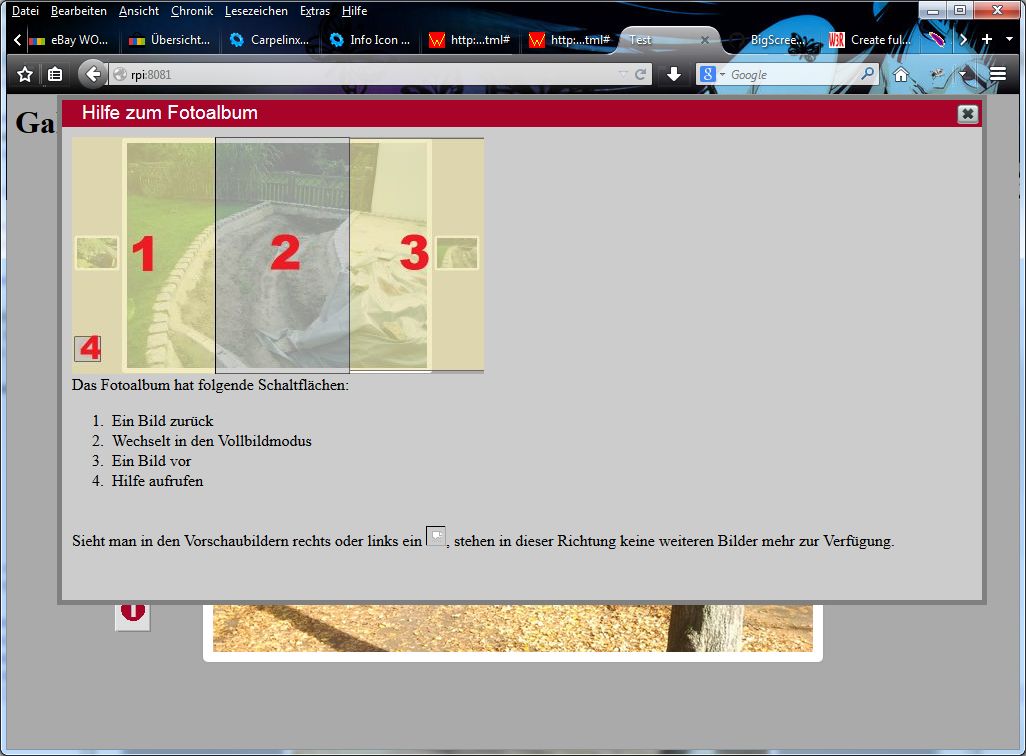 Datei Bearbeiten Ansicht Chronik Lesezeichen Extras Hilfe
eBay WO... Übersicht... Carpelinx... Info Icon ... http:...tml# http:...tml# Test BigScree... Create ful...
rpi:8081 Google
Hilfe zum Fotoalbum
1 2 3
4
Das Fotoalbum hat folgende Schaltflächen:
1. Ein Bild zurück
2. Wechselt in den Vollbildmodus
3. Ein Bild vor
4. Hilfe aufrufen
Sieht man in den Vorschaubildern rechts oder links ein , stehen in dieser Richtung keine weiteren Bilder mehr zur Verfügung.